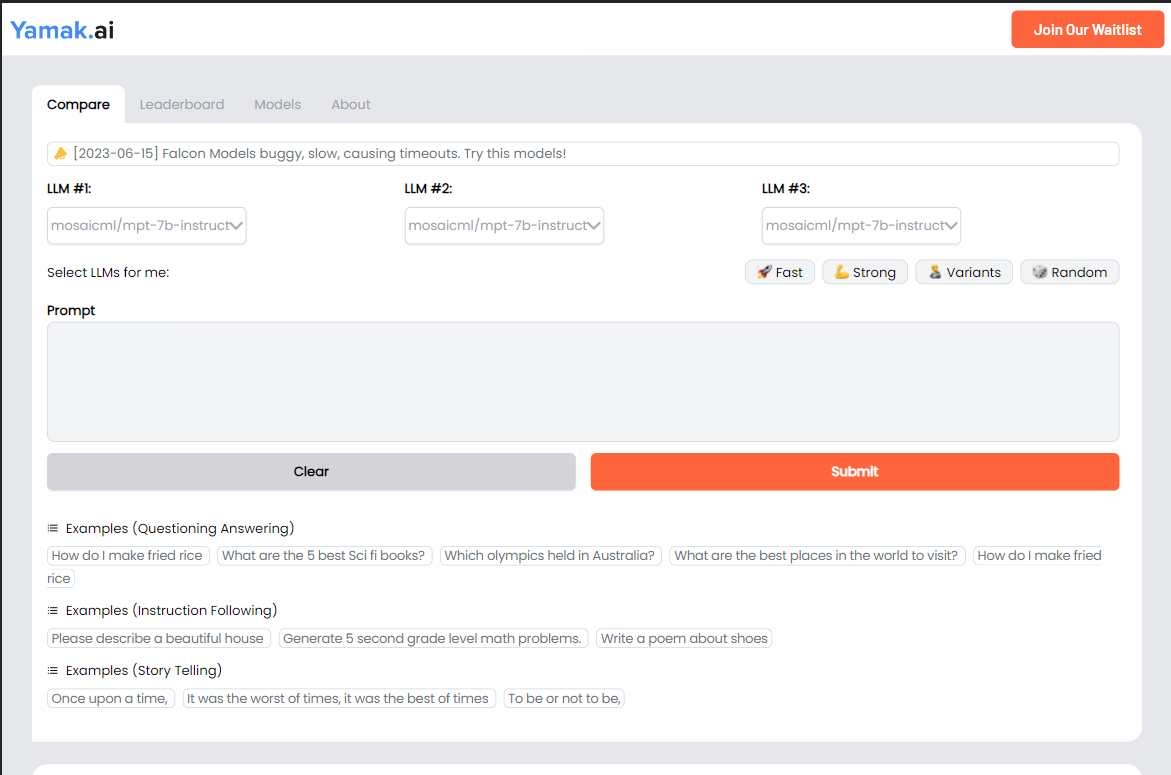 Yamak.ai
Join Our Waitlist
Compare Leaderboard Models About
[2023-06-15] Falcon Models buggy, slow, causing timeouts. Try this models!
LLM #1: LLM #2: LLM #3:
mosaicml/mpt-7b-instruct mosaicml/mpt-7b-instruct mosaicml/mpt-7b-instruct
Select LLMs for me: 🚀 Fast 💪 Strong Variants 🎲 Random
Prompt
Clear Submit
Examples (Questioning Answering)
How do I make fried rice What are the 5 best Sci fi books? Which olympics held in Australia? What are the best places in the world to visit? How do I make fried
rice
Examples (Instruction Following)
Please describe a beautiful house Generate 5 second grade level math problems. Write a poem about shoes
Examples (Story Telling)
Once upon a time, It was the worst of times, it was the best of times To be or not to be,